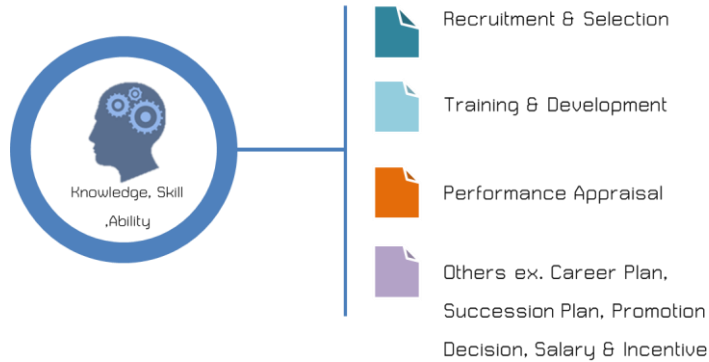 Knowledge, Skill
,Ability
Recruitment & Selection
Training & Development
Performance Appraisal
Others ex. Career Plan,
Succession Plan, Promotion
Decision, Salary & Incentive